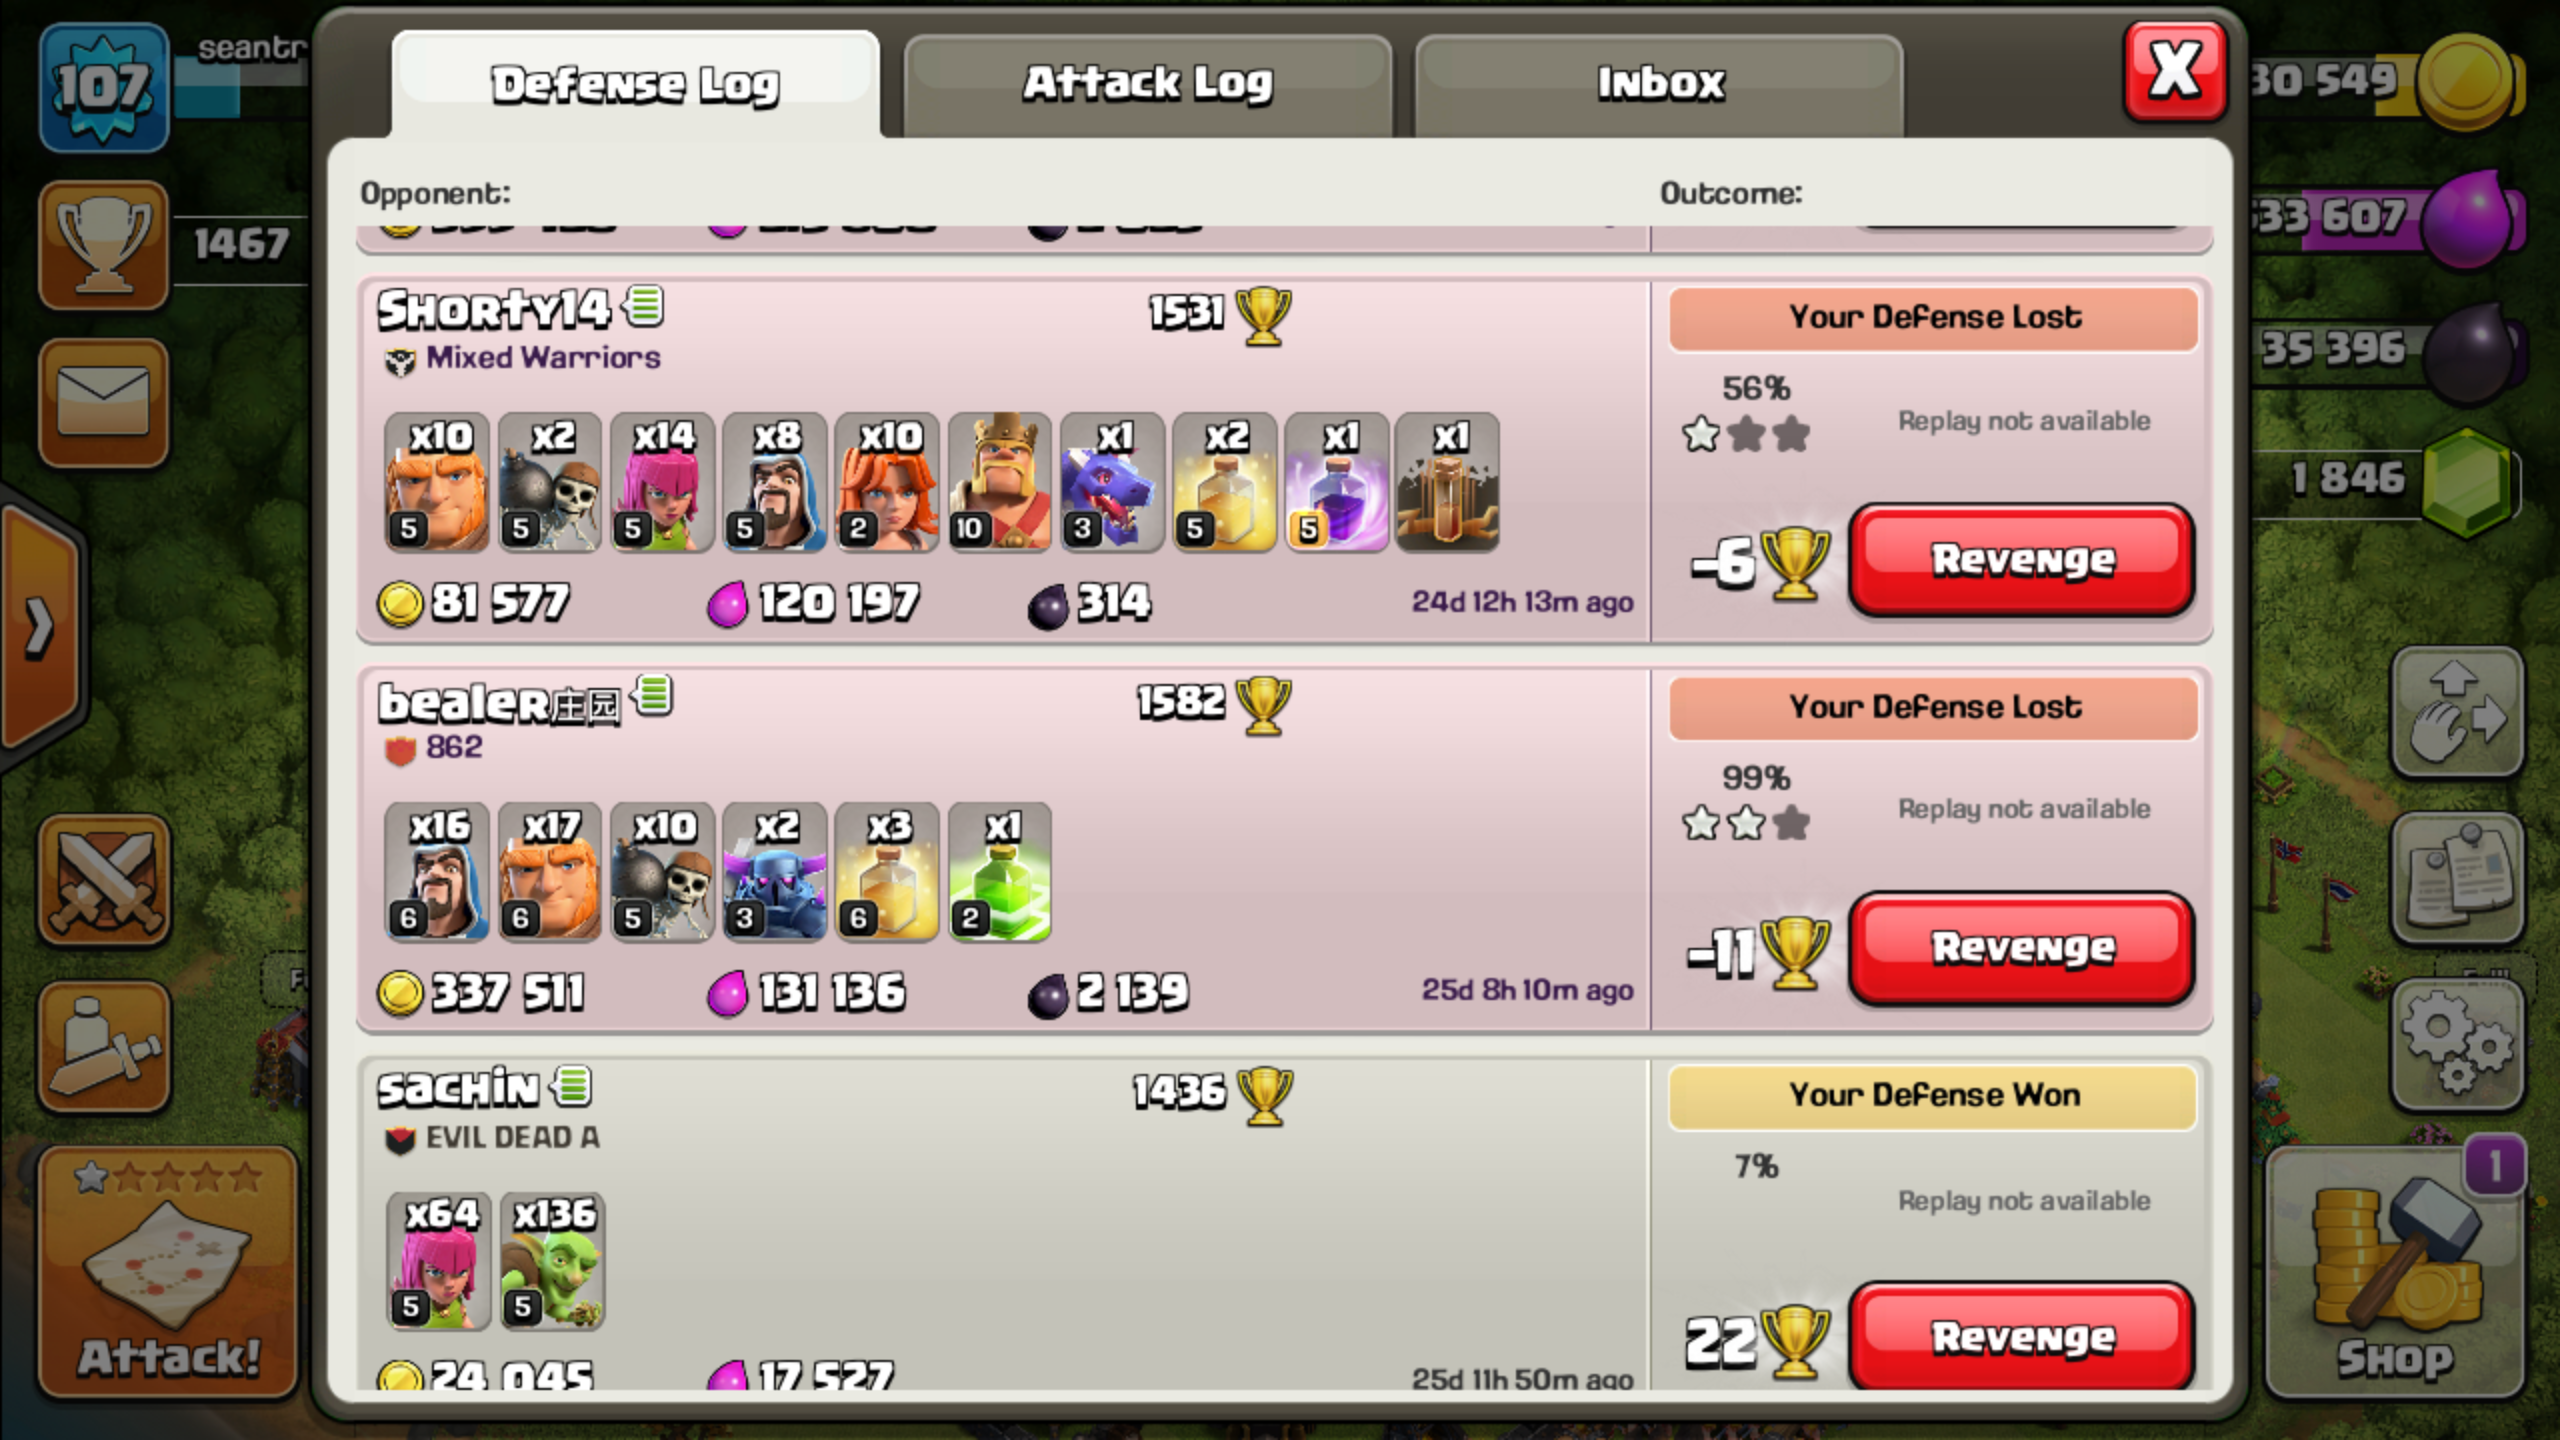 107
seantr
Defense Log
Attack Log
Inbox
X
30 549
Opponent:
Outcome:
1467
33 607
Shorty14
1531
Your Defense Lost
Mixed Warriors
35 396
56%
Replay not available
x10 x2 x14 x8 x10 x1 x2 x1 x1
5 5 5 5 2 10 3 5 5
1 846
-6
Revenge
81 577
120 197
314
24d 12h 13m ago
bealer庄园
1582
Your Defense Lost
862
99%
Replay not available
x16 x17 x10 x2 x3 x1
6 6 5 3 6 2
-11
Revenge
337 511
131 136
2 139
25d 8h 10m ago
sachin
1436
Your Defense Won
EVIL DEAD A
7%
Replay not available
x64 x136
5 5
22
Revenge
24 045
17 527
25d 11h 50m ago
Attack!
1
Shop